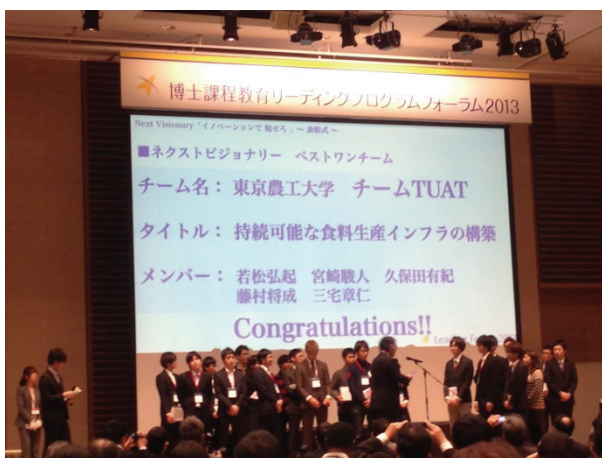 博士課程教育リーディングプログラムフォーラム2013
Next Visionary「イノベーションで 魅せろ 」～ 表彰式 ～
■ネクストビジョナリー ベストワンチーム
チーム名： 東京農工大学 チームTUAT
タイトル： 持続可能な食料生産インフラの構築
メンバー： 若松弘起 宮崎駿人 久保田有紀
藤村将成 三宅章仁
Congratulations!!